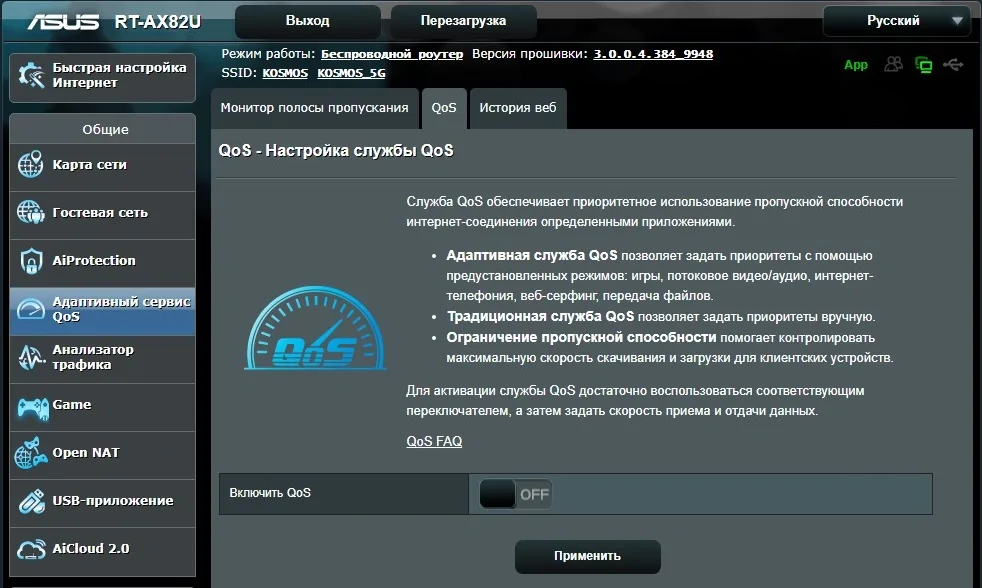 ASUS RT-AX82U Выход Перезагрузка Русский
Режим работы: Беспроводной роутер Версия прошивки: 3.0.0.4.384_9948
SSID: KOSMOS KOSMOS_5G
App
Быстрая настройка
Интернет
Общие
Карта сети
Гостевая сеть
AiProtection
Адаптивный сервис
QoS
Анализатор
трафика
Game
Open NAT
USB-приложение
AiCloud 2.0
Монитор полосы пропускания QoS История веб
QoS - Настройка службы QoS
QoS
Служба QoS обеспечивает приоритетное использование пропускной способности
интернет-соединения определенными приложениями.
• Адаптивная служба QoS позволяет задать приоритеты с помощью
предустановленных режимов: игры, потоковое видео/аудио, интернет-
телефония, веб-серфинг, передача файлов.
• Традиционная служба QoS позволяет задать приоритеты вручную.
• Ограничение пропускной способности помогает контролировать
максимальную скорость скачивания и загрузки для клиентских устройств.
Для активации службы QoS достаточно воспользоваться соответствующим
переключателем, а затем задать скорость приема и отдачи данных.
QoS FAQ
Включить QoS OFF
Применить